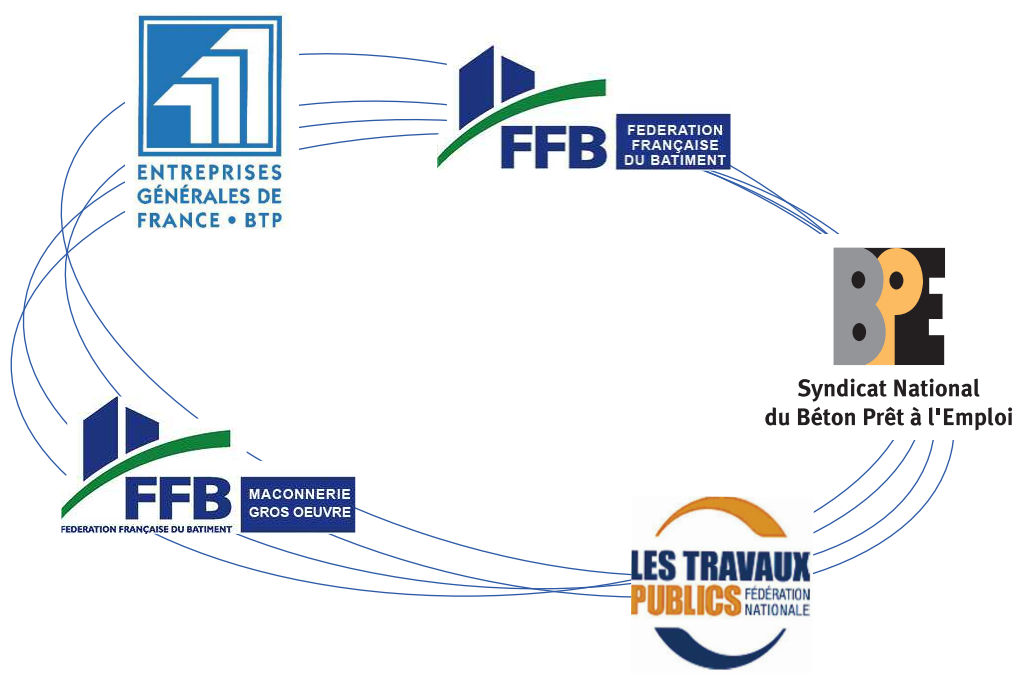 ENTREPRISES
GÉNÉRALES DE
FRANCE • BTP
FFB
FEDERATION
FRANÇAISE
DU BATIMENT
BPE
Syndicat National
du Béton Prêt à l'Emploi
FFB
FEDERATION FRANÇAISE DU BATIMENT
MACONNERIE
GROS OEUVRE
LES TRAVAUX
PUBLICS
FÉDÉRATION
NATIONALE